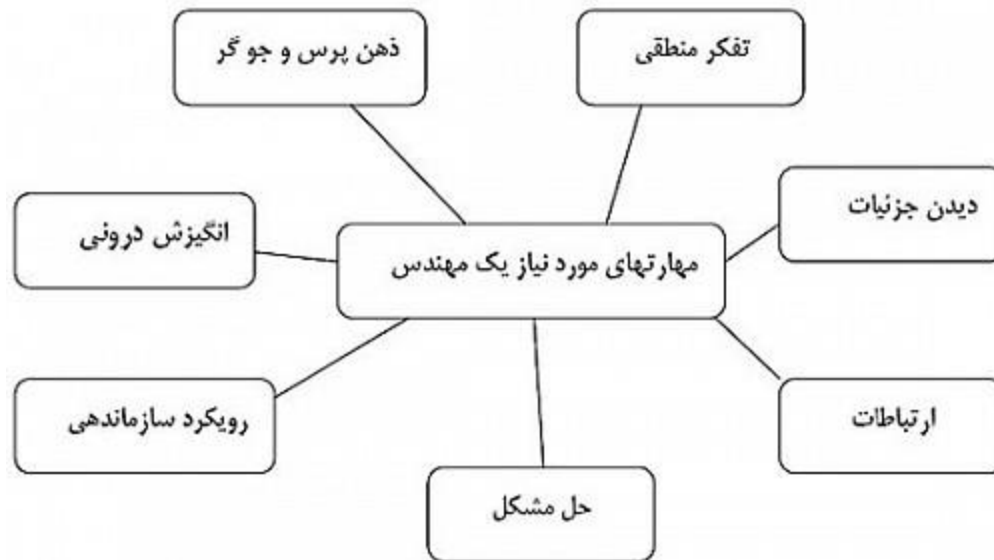 تفکر منطقی
ذهن پرس و جو گر
دیدن جزئیات
انگیزش درونی
مهارتهای مورد نیاز یک مهندس
ارتباطات
رویکرد سازماندهی
حل مشکل